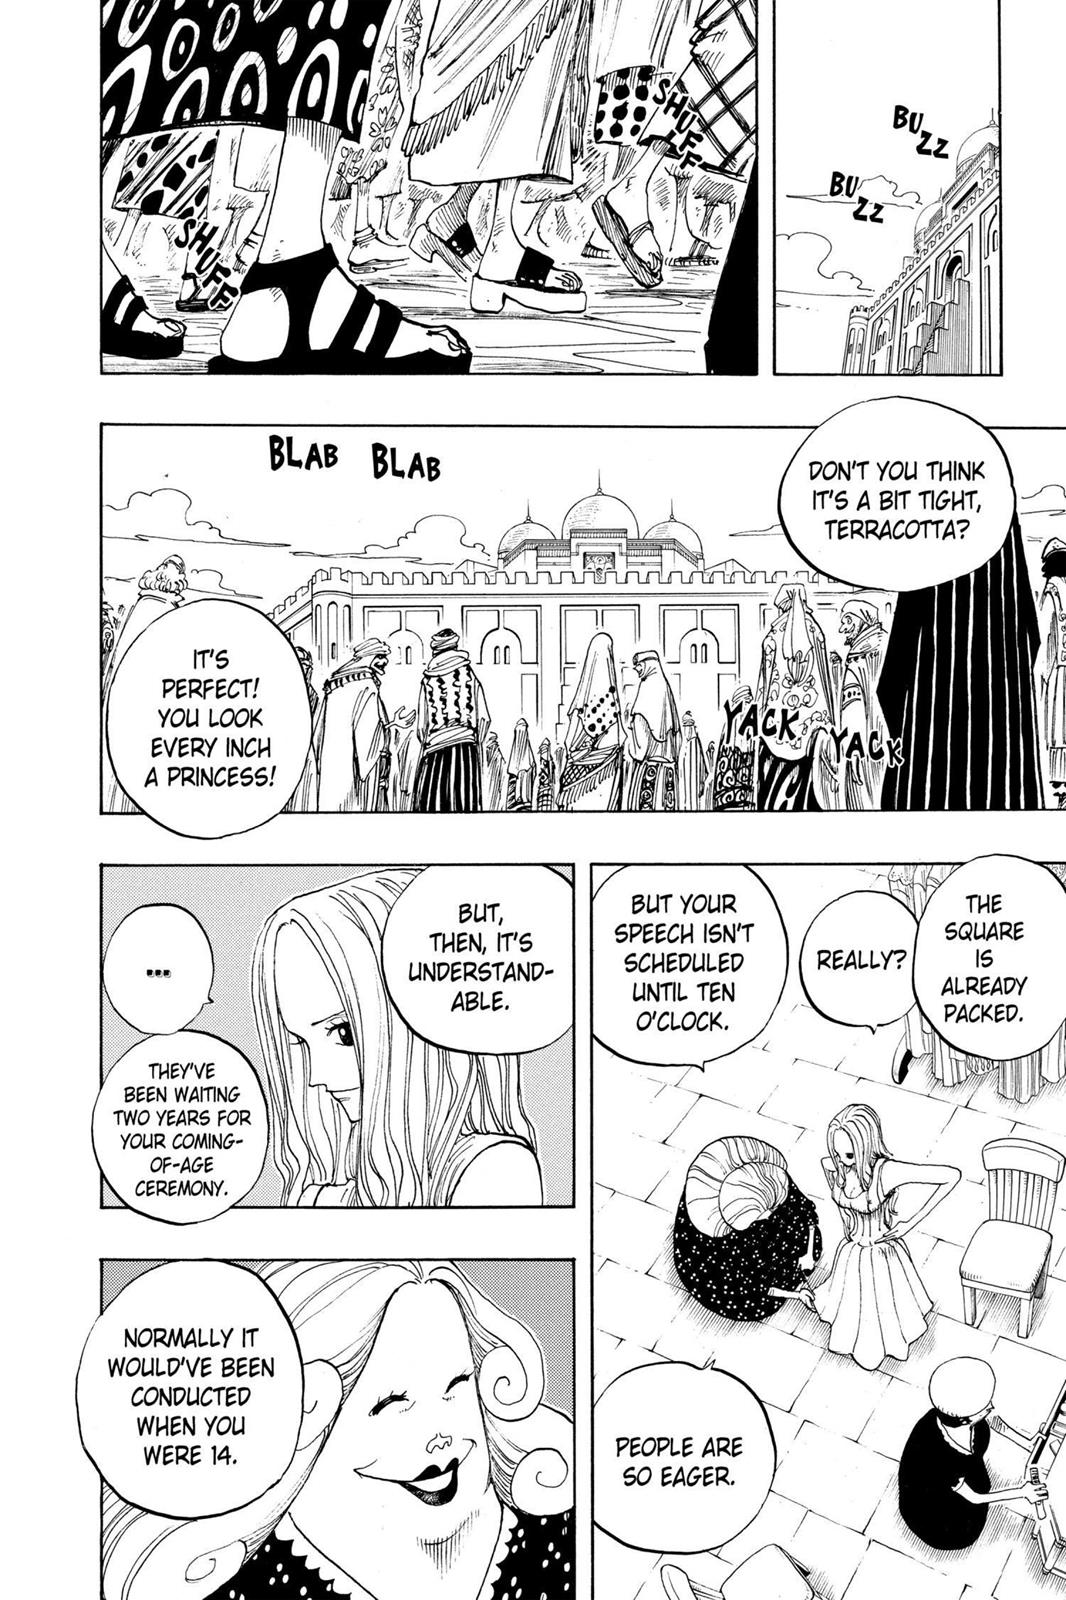 BUZZ
BUZZ
SHUFF
SHUFF
DON'T YOU THINK
IT'S A BIT TIGHT,
TERRACOTTA?
BLAB BLAB
YACK
YACK
IT'S
PERFECT!
YOU LOOK
EVERY INCH
A PRINCESS!
THE
SQUARE
IS
ALREADY
PACKED.
REALLY?
BUT YOUR
SPEECH ISN'T
SCHEDULED
UNTIL TEN
O'CLOCK.
PEOPLE ARE
SO EAGER.
BUT,
THEN, IT'S
UNDERSTAND-
ABLE.
...
THEY'VE
BEEN WAITING
TWO YEARS FOR
YOUR COMING-
OF-AGE
CEREMONY.
NORMALLY IT
WOULD'VE BEEN
CONDUCTED
WHEN YOU
WERE 14.